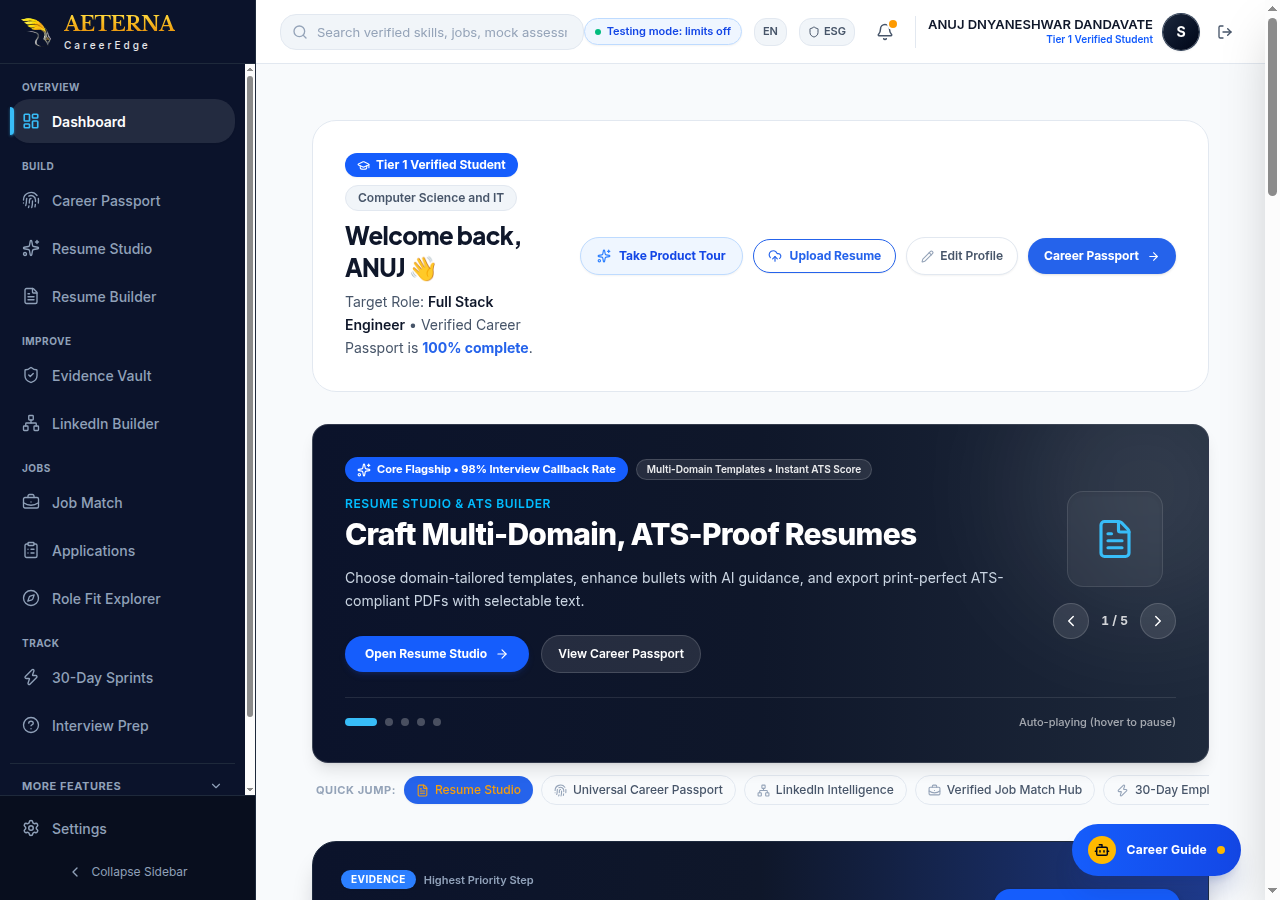 AETERNA
CareerEdge
Search verified skills, jobs, mock assessr
Testing mode: limits off
EN
ESG
ANUJ DNYANESHWAR DANDAVATE
Tier 1 Verified Student
S
OVERVIEW
Dashboard
BUILD
Career Passport
Resume Studio
Resume Builder
IMPROVE
Evidence Vault
LinkedIn Builder
JOBS
Job Match
Applications
Role Fit Explorer
TRACK
30-Day Sprints
Interview Prep
MORE FEATURES
Settings
Collapse Sidebar
Tier 1 Verified Student
Computer Science and IT
Welcome back,
ANUJ 👋
Target Role: Full Stack
Engineer • Verified Career
Passport is 100% complete.
Take Product Tour
Upload Resume
Edit Profile
Career Passport
Core Flagship • 98% Interview Callback Rate
Multi-Domain Templates • Instant ATS Score
RESUME STUDIO & ATS BUILDER
Craft Multi-Domain, ATS-Proof Resumes
Choose domain-tailored templates, enhance bullets with AI guidance, and export print-perfect ATS-
compliant PDFs with selectable text.
1 / 5
Open Resume Studio
View Career Passport
Auto-playing (hover to pause)
QUICK JUMP:
Resume Studio
Universal Career Passport
LinkedIn Intelligence
Verified Job Match Hub
30-Day Empl
EVIDENCE
Highest Priority Step
Career Guide